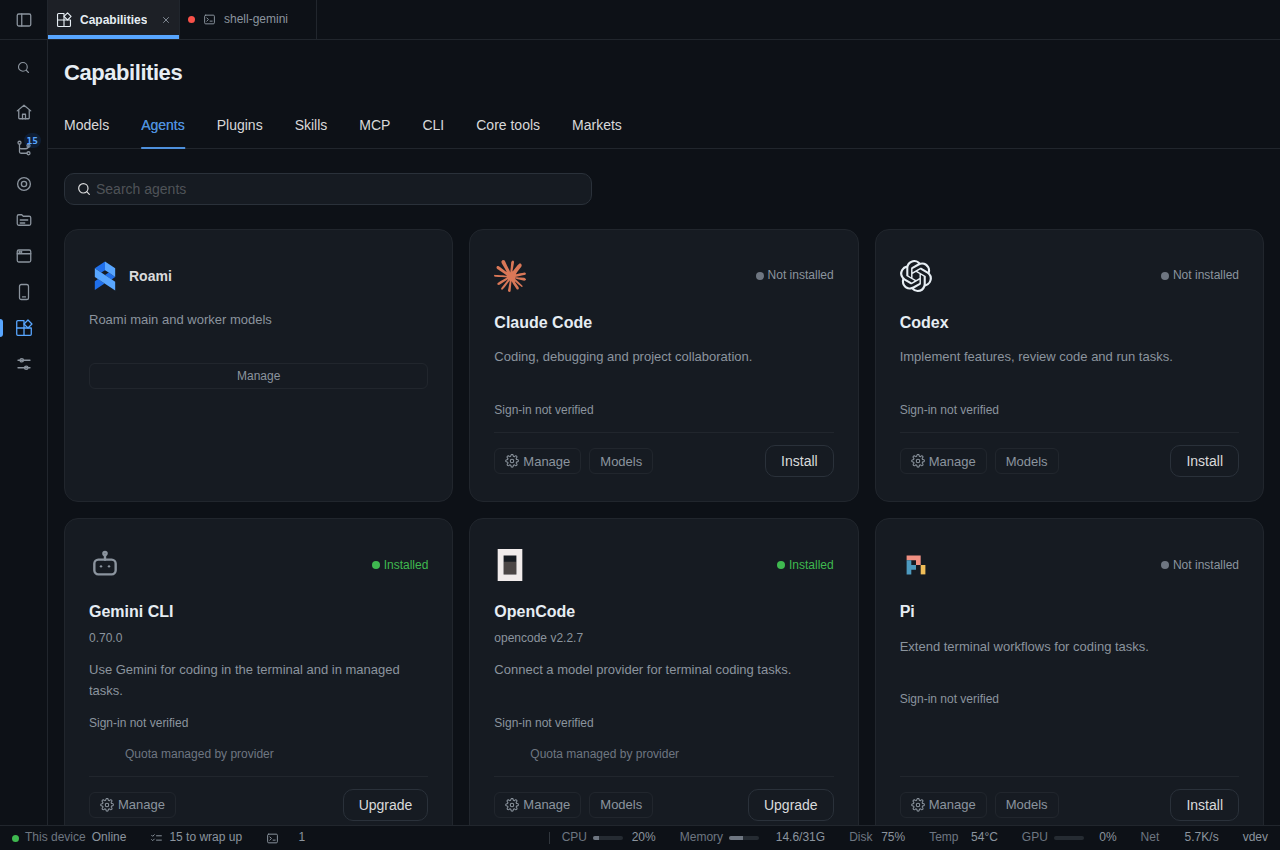 Capabilities
shell-gemini
Capabilities
Models Agents Plugins Skills MCP CLI Core tools Markets
15
Search agents
Roami
Roami main and worker models
Manage
Not installed
Claude Code
Coding, debugging and project collaboration.
Sign-in not verified
Manage Models Install
Not installed
Codex
Implement features, review code and run tasks.
Sign-in not verified
Manage Models Install
Installed
Gemini CLI
0.70.0
Use Gemini for coding in the terminal and in managed
tasks.
Sign-in not verified
Quota managed by provider
Manage Upgrade
Installed
OpenCode
opencode v2.2.7
Connect a model provider for terminal coding tasks.
Sign-in not verified
Quota managed by provider
Manage Models Upgrade
Not installed
Pi
Extend terminal workflows for coding tasks.
Sign-in not verified
Manage Models Install
This device Online 15 to wrap up 1 CPU 20% Memory 14.6/31G Disk 75% Temp 54°C GPU 0% Net 5.7K/s vdev